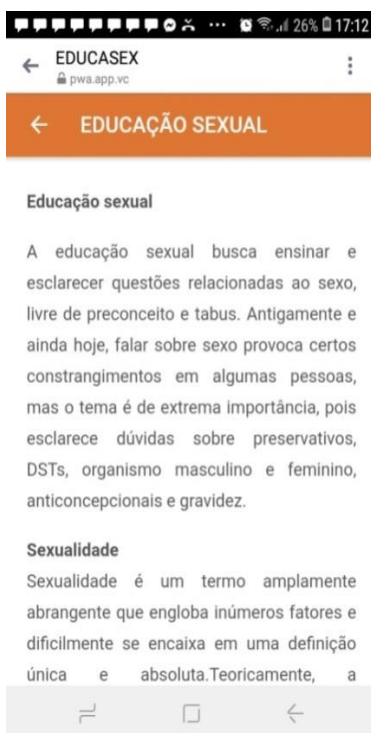 26% 17:12
EDUCASEX
pwa.app.vc
EDUCAÇÃO SEXUAL
Educação sexual
A educação sexual busca ensinar e
esclarecer questões relacionadas ao sexo,
livre de preconceito e tabus. Antigamente e
ainda hoje, falar sobre sexo provoca certos
constrangimentos em algumas pessoas,
mas o tema é de extrema importância, pois
esclarece dúvidas sobre preservativos,
DSTs, organismo masculino e feminino,
anticoncepcionais e gravidez.
Sexualidade
Sexualidade é um termo amplamente
abrangente que engloba inúmeros fatores e
dificilmente se encaixa em uma definição
única e absoluta.Teoricamente, a